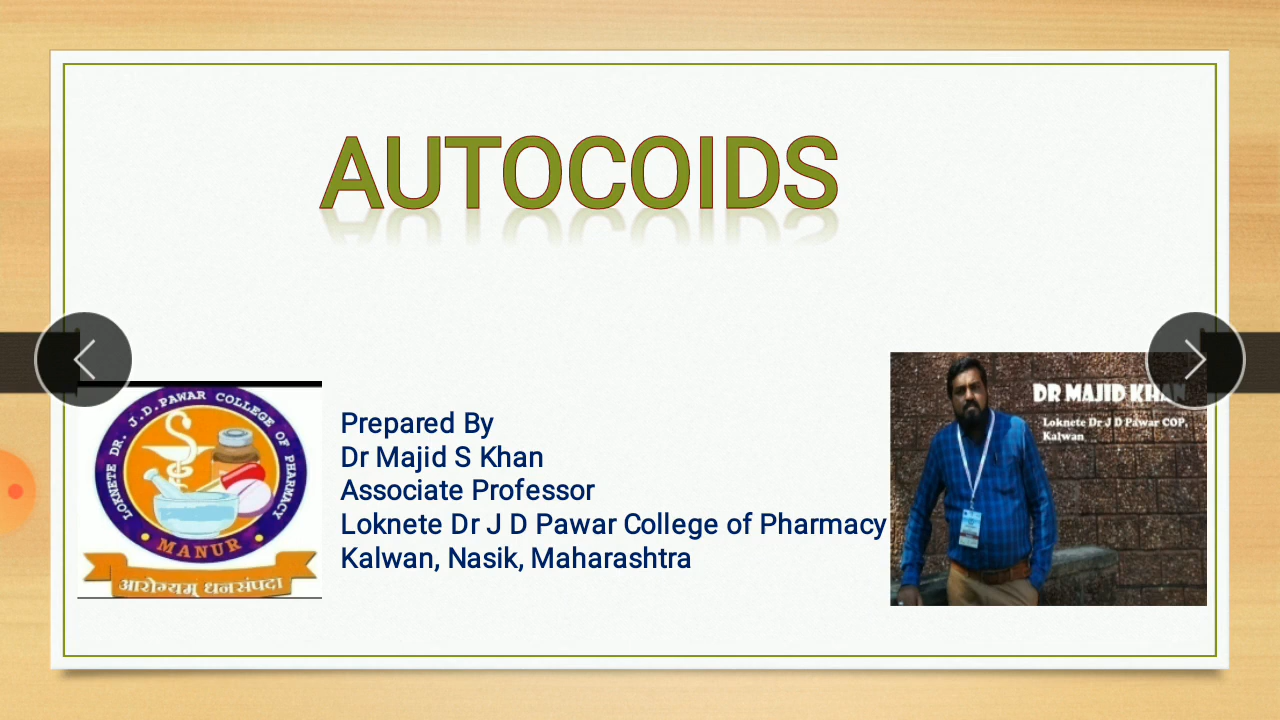 AUTOCOIDS
LOKNETE DR. J.D.PAWAR COLLEGE OF PHARMACY
MANUR
आरोग्यम् धनसंपदा
Prepared By
Dr Majid S Khan
Associate Professor
Loknete Dr J D Pawar College of Pharmacy
Kalwan, Nasik, Maharashtra
DR MAJID KHAN
Loknete Dr J D Pawar COP,
Kalwan